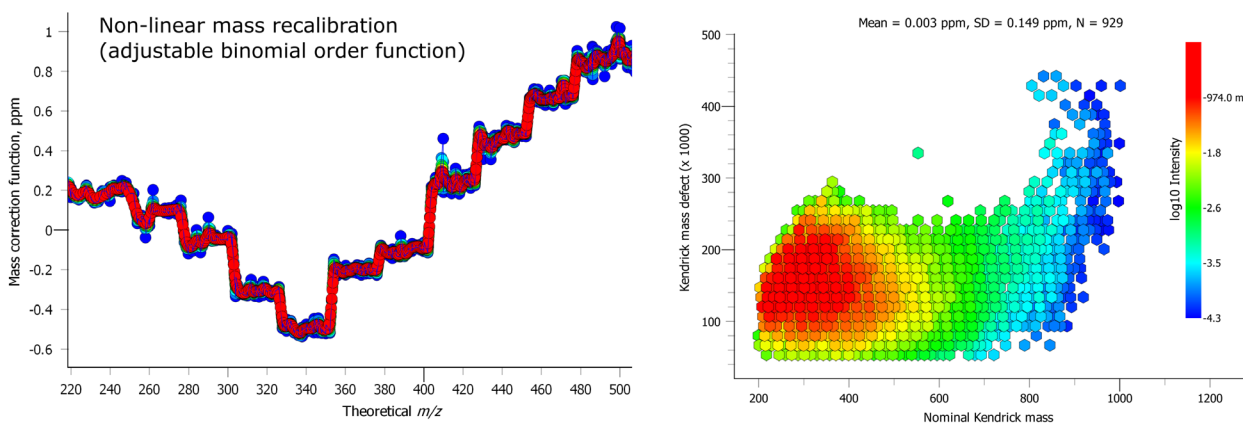 Non-linear mass recalibration
(adjustable binomial order function)
1
0.8
0.6
0.4
0.2
0
-0.2
-0.4
-0.6
Mass correction function, ppm
220 240 260 280 300 320 340 360 380 400 420 440 460 480 500
Theoretical m/z
Mean = 0.003 ppm, SD = 0.149 ppm, N = 929
500
400
300
200
100
Kendrick mass defect (x 1000)
200 400 600 800 1000 1200
Nominal Kendrick mass
-974.0 m
-1.8
-2.6
-3.5
-4.3
log10 Intensity